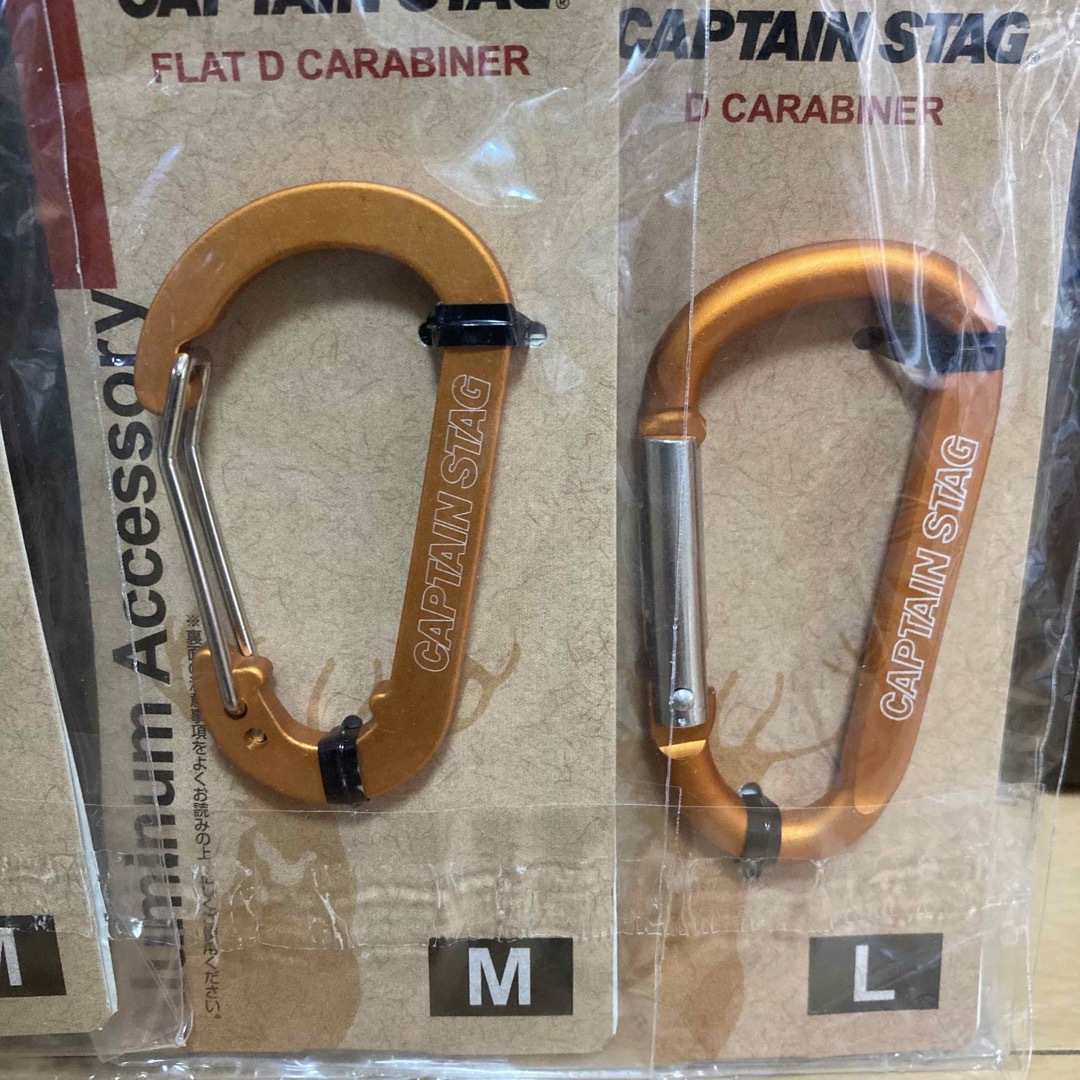 CAPTAIN STAG®
FLAT D CARABINER
Aluminum Accessory
CAPTAIN STAG
M
M
CAPTAIN STAG®
D CARABINER
CAPTAIN STAG
L